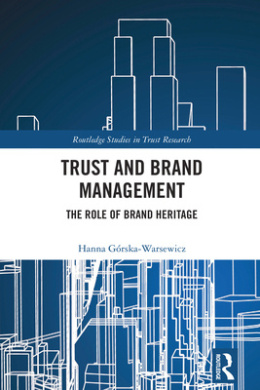 Routledge Studies in Trust Research
TRUST AND BRAND
MANAGEMENT
THE ROLE OF BRAND HERITAGE
Hanna Górska-Warsewicz
ROUTLEDGE